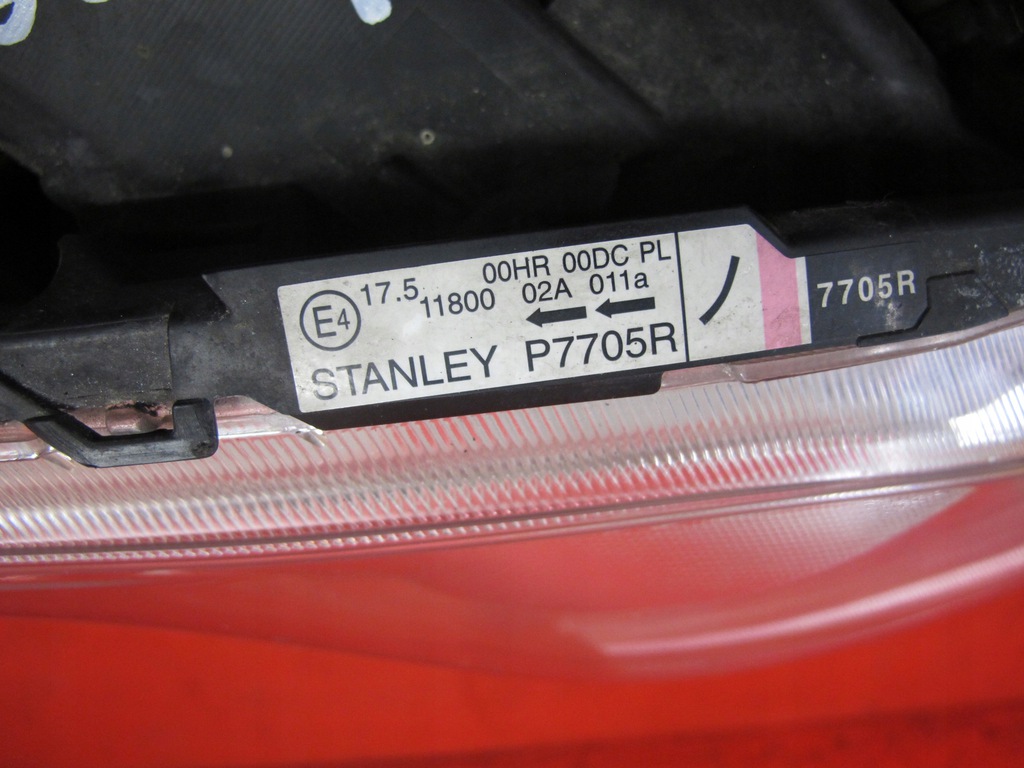 E4 17.5 00HR 00DC PL
11800 02A 011a
STANLEY P7705R
7705R